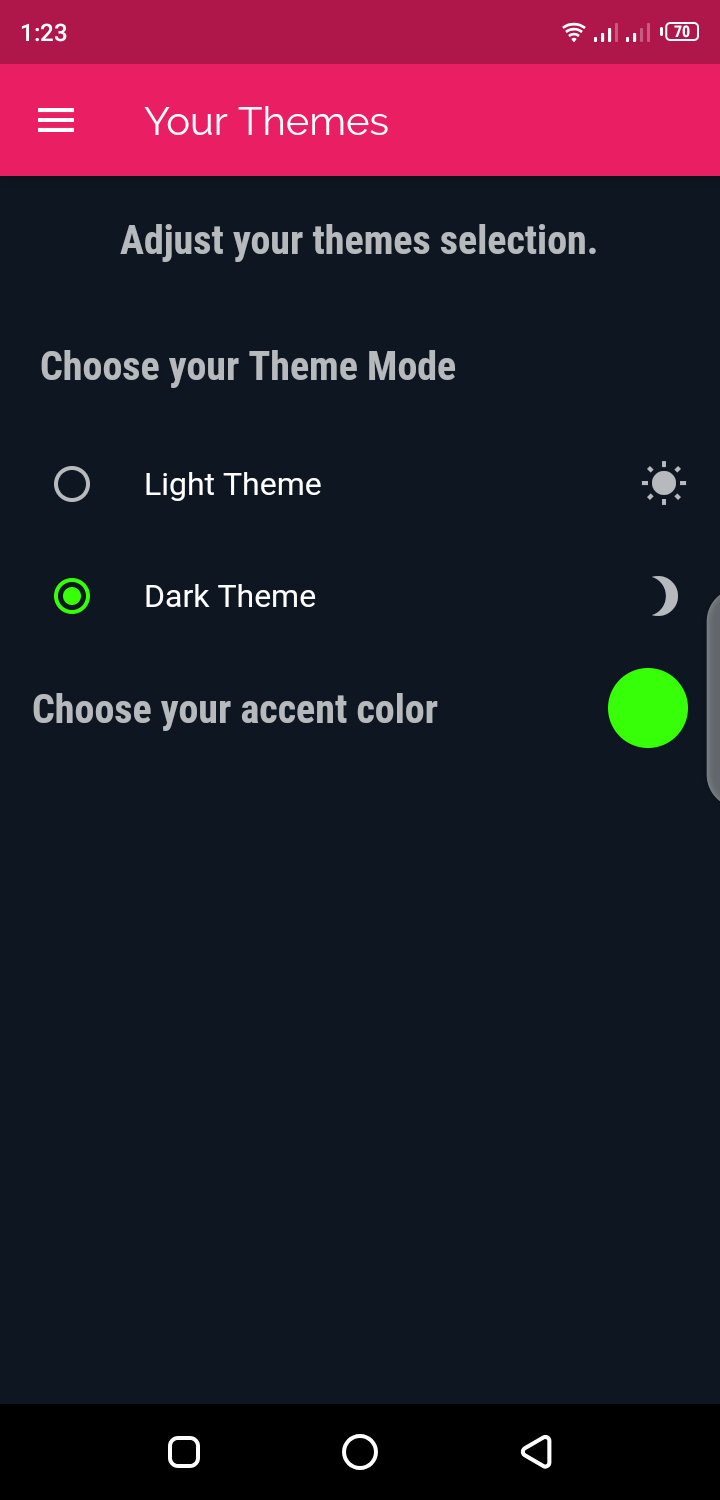 1:23
70
Your Themes
Adjust your themes selection.
Choose your Theme Mode
Light Theme
Dark Theme
Choose your accent color